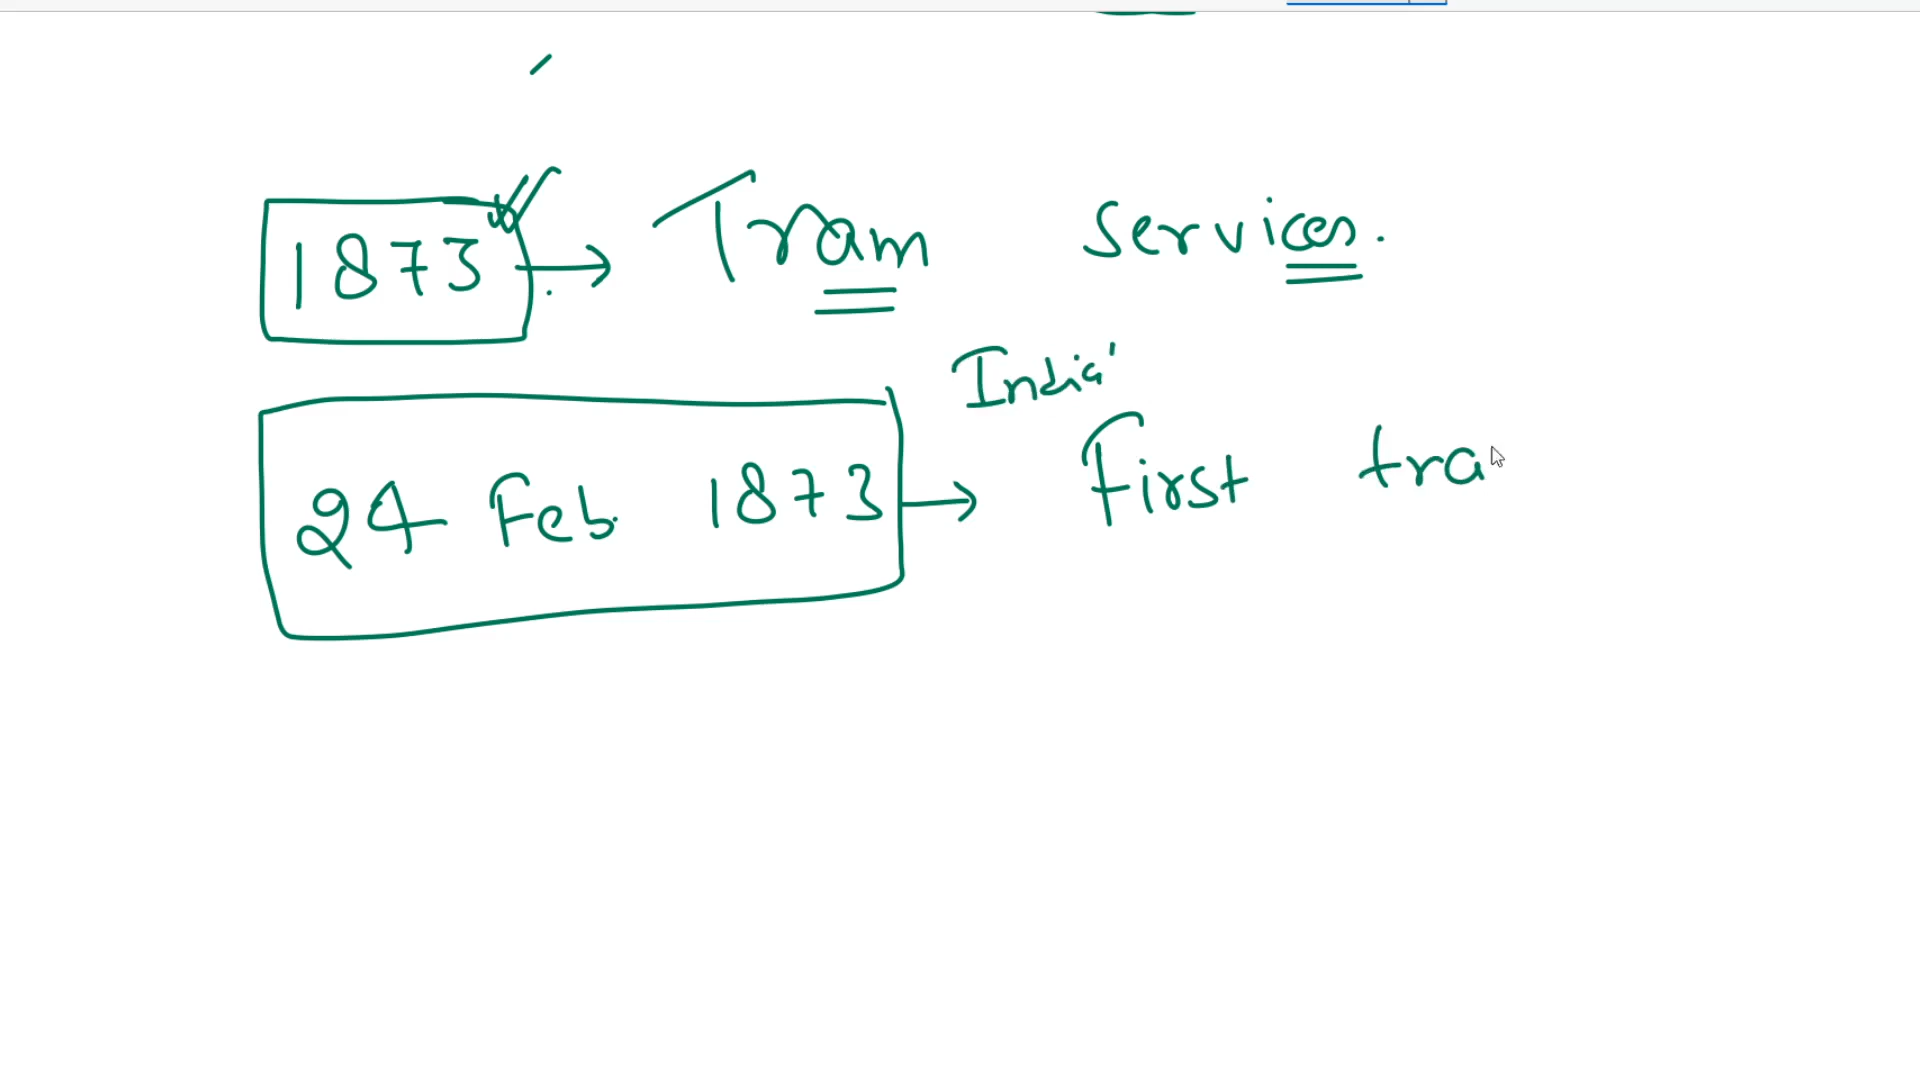 1873 → Tram Services.
India'
24 Feb. 1873 → First tra